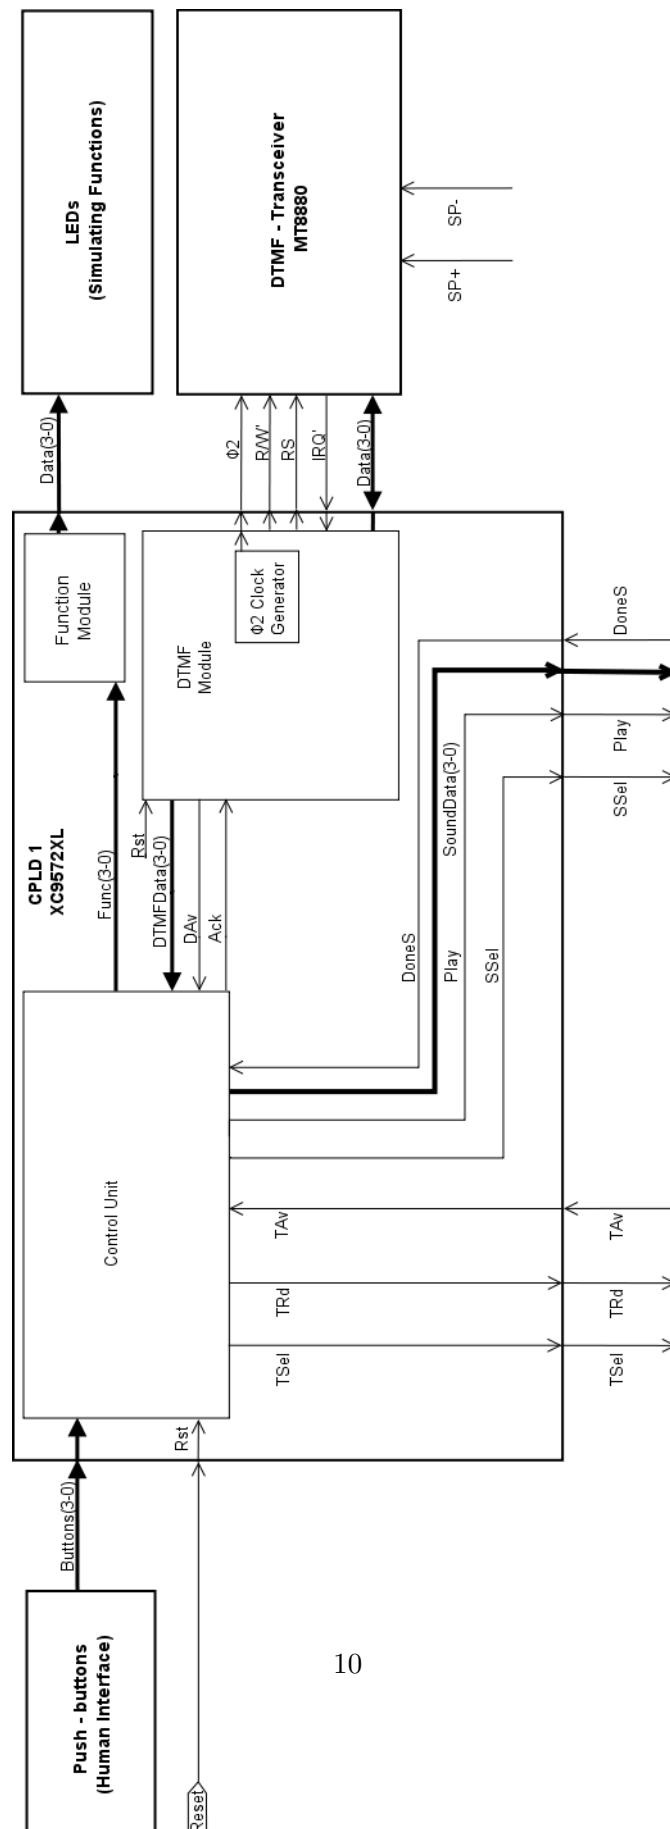 LEDs
(Simulating Functions)
DTMF - Transceiver
MT8880
SP-
SP+
Data(3-0)
Φ2
R/W'
RS
IRQ'
Data(3-0)
Function
Module
Φ2 Clock
Generator
DTMF
Module
CPLD 1
XC9572XL
Func(3-0)
Rst
DTMFData(3-0)
DAv
Ack
DoneS
Play
SoundData(3-0)
SSel
DoneS
Play
SSel
Control Unit
TAv
TRd
TSel
TAv
TRd
TSel
Rst
Buttons(3-0)
Push - buttons
(Human Interface)
Reset
10